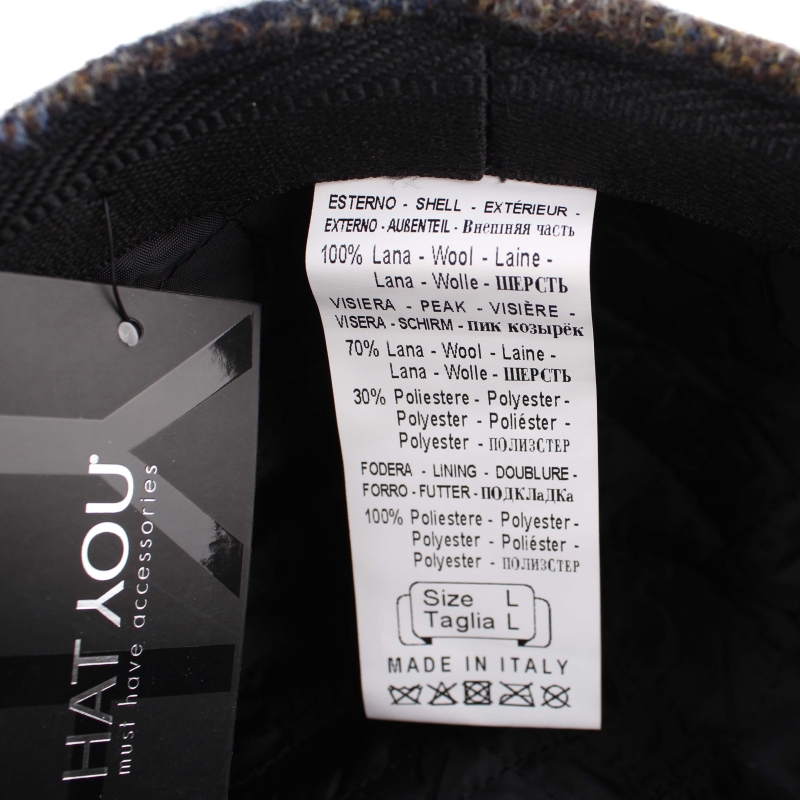 ESTERNO - SHELL - EXTÉRIEUR -
EXTERNO - AUßENTEIL - Внешняя часть
100% Lana - Wool - Laine -
Lana - Wolle - ШЕРСТЬ
VISIERA - PEAK - VISIÈRE -
VISERA - SCHIRM - пик козырёк
70% Lana - Wool - Laine -
Lana - Wolle - ШЕРСТЬ
30% Poliestere - Polyester -
Polyester - Poliéster -
Polyester - ПОЛИЗСТЕР
FODERA - LINING - DOUBLURE -
FORRO - FUTTER - ПОДКЛаДКа
100% Poliestere - Polyester -
Polyester - Poliéster -
Polyester - ПОЛИЗСТЕР
Size L
Taglia L
MADE IN ITALY
HAT YOU
must have accessories